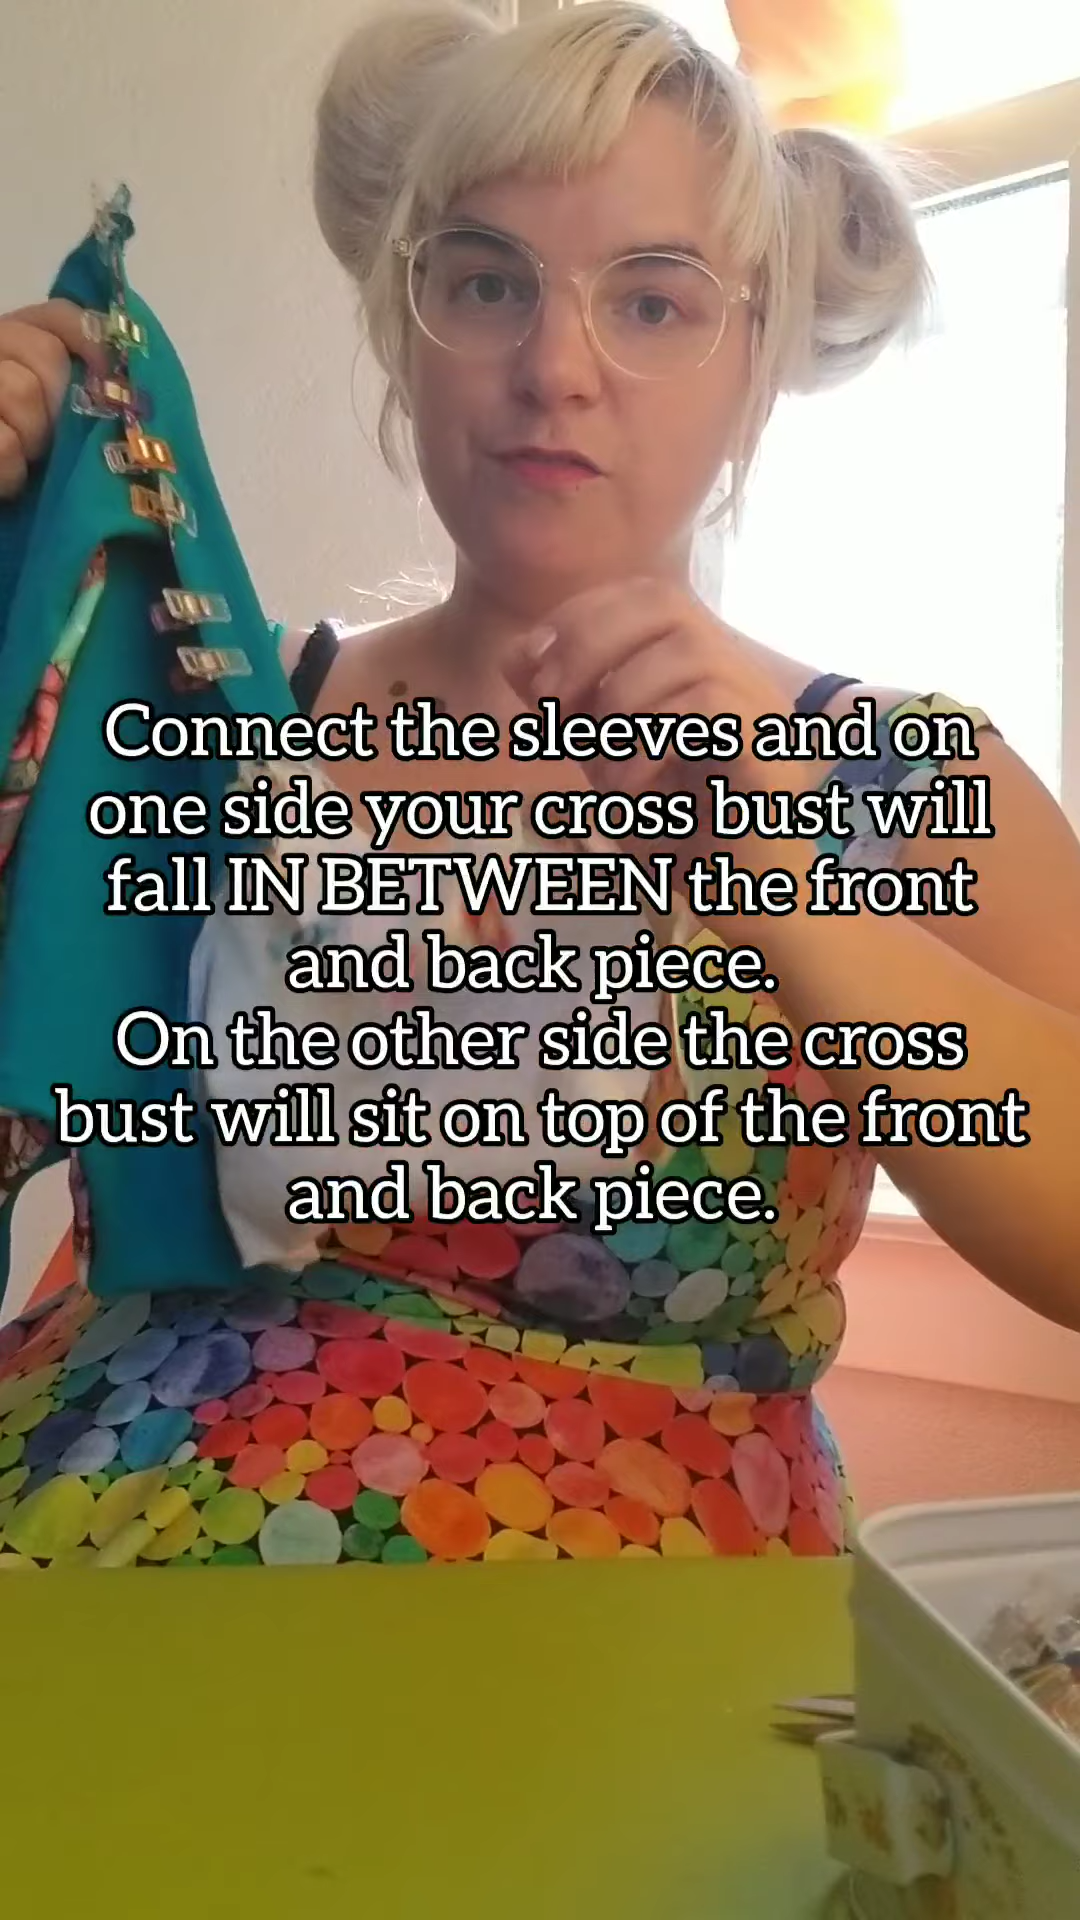 Connect the sleeves and on
one side your cross bust will
fall IN BETWEEN the front
and back piece.
On the other side the cross
bust will sit on top of the front
and back piece.